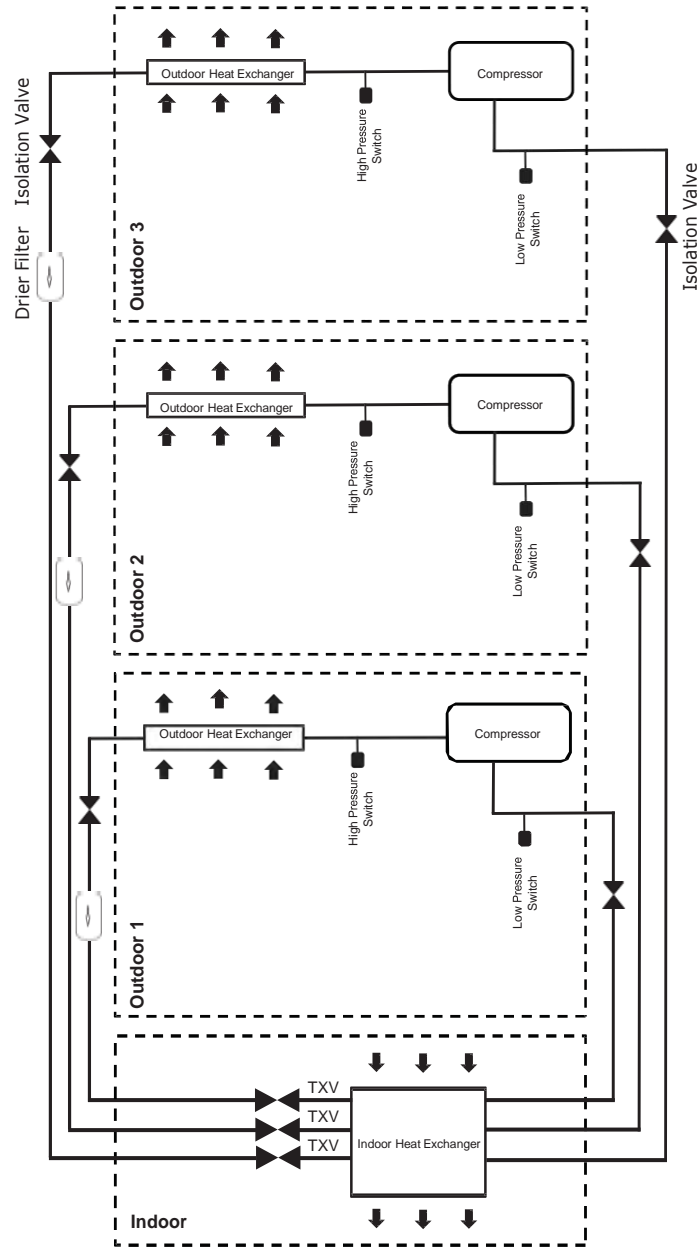 Isolation Valve
Drier Filter
Outdoor Heat Exchanger
High Pressure
Switch
Compressor
Low Pressure
Switch
Outdoor 3
Isolation Valve
Outdoor Heat Exchanger
High Pressure
Switch
Compressor
Low Pressure
Switch
Outdoor 2
Outdoor Heat Exchanger
High Pressure
Switch
Compressor
Low Pressure
Switch
Outdoor 1
TXV
TXV
TXV
Indoor Heat Exchanger
Indoor